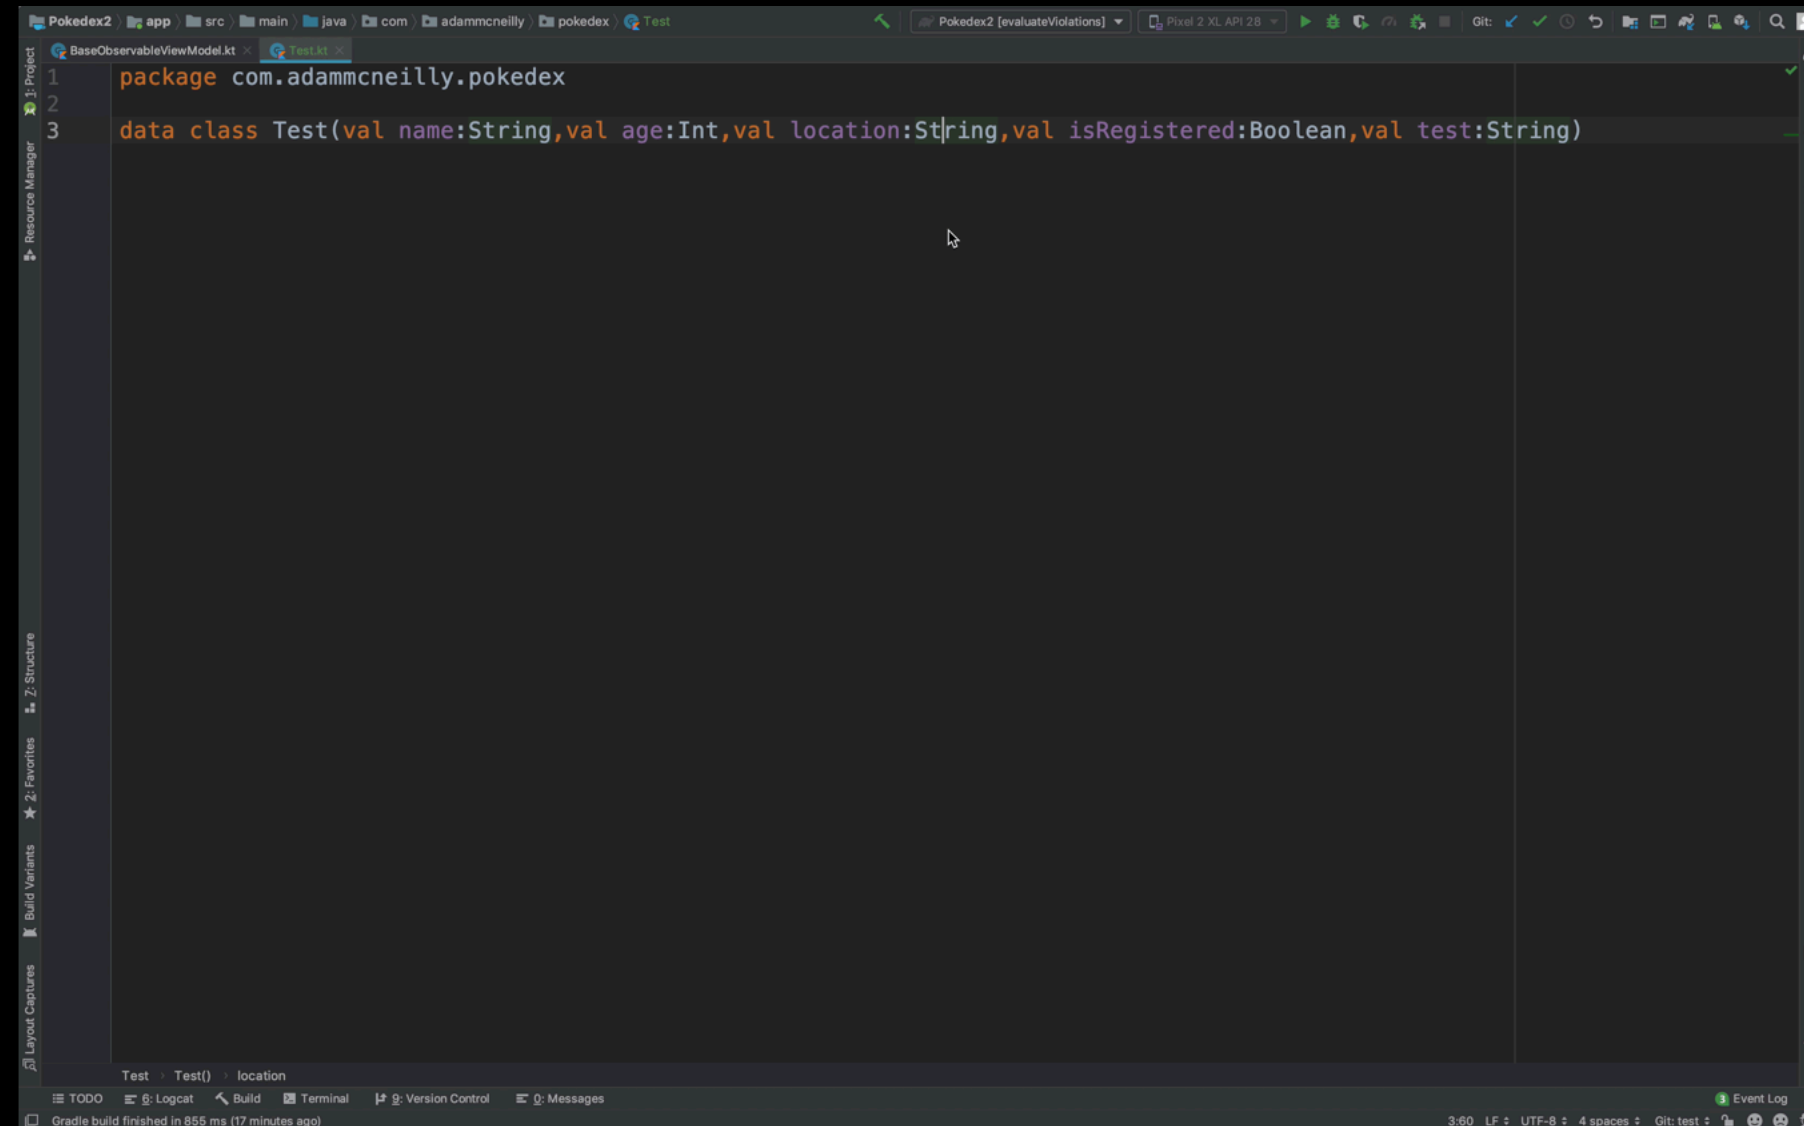 Pokedex2 app src main java com adammcneilly pokedex Test Pokedex2 [evaluateViolations] Pixel 2 XL API 28 Git:
BaseObservableViewModel.kt Test.kt
1: Project
Resource Manager
Z: Structure
2: Favorites
Build Variants
Layout Captures
1 package com.adammcneilly.pokedex
2
3 data class Test(val name:String,val age:Int,val location:String,val isRegistered:Boolean,val test:String)
Test Test() location
TODO 6: Logcat Build Terminal 9: Version Control 0: Messages 3 Event Log
Gradle build finished in 855 ms (17 minutes ago) 3:60 LF UTF-8 4 spaces Git: test